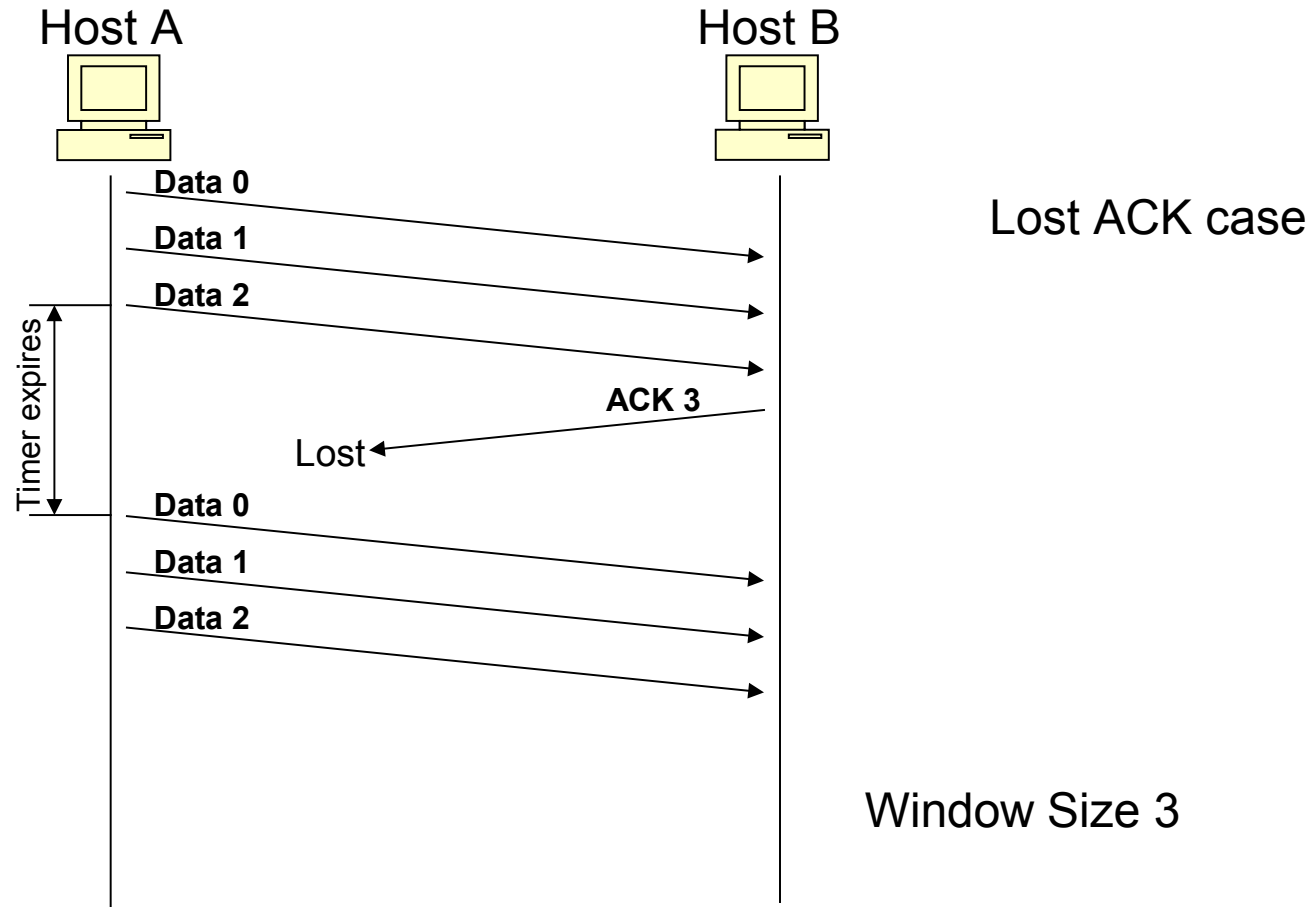 Host A
Host B
Data 0
Lost ACK case
Data 1
Data 2
Timer expires
ACK 3
Lost
Data 0
Data 1
Data 2
Window Size 3